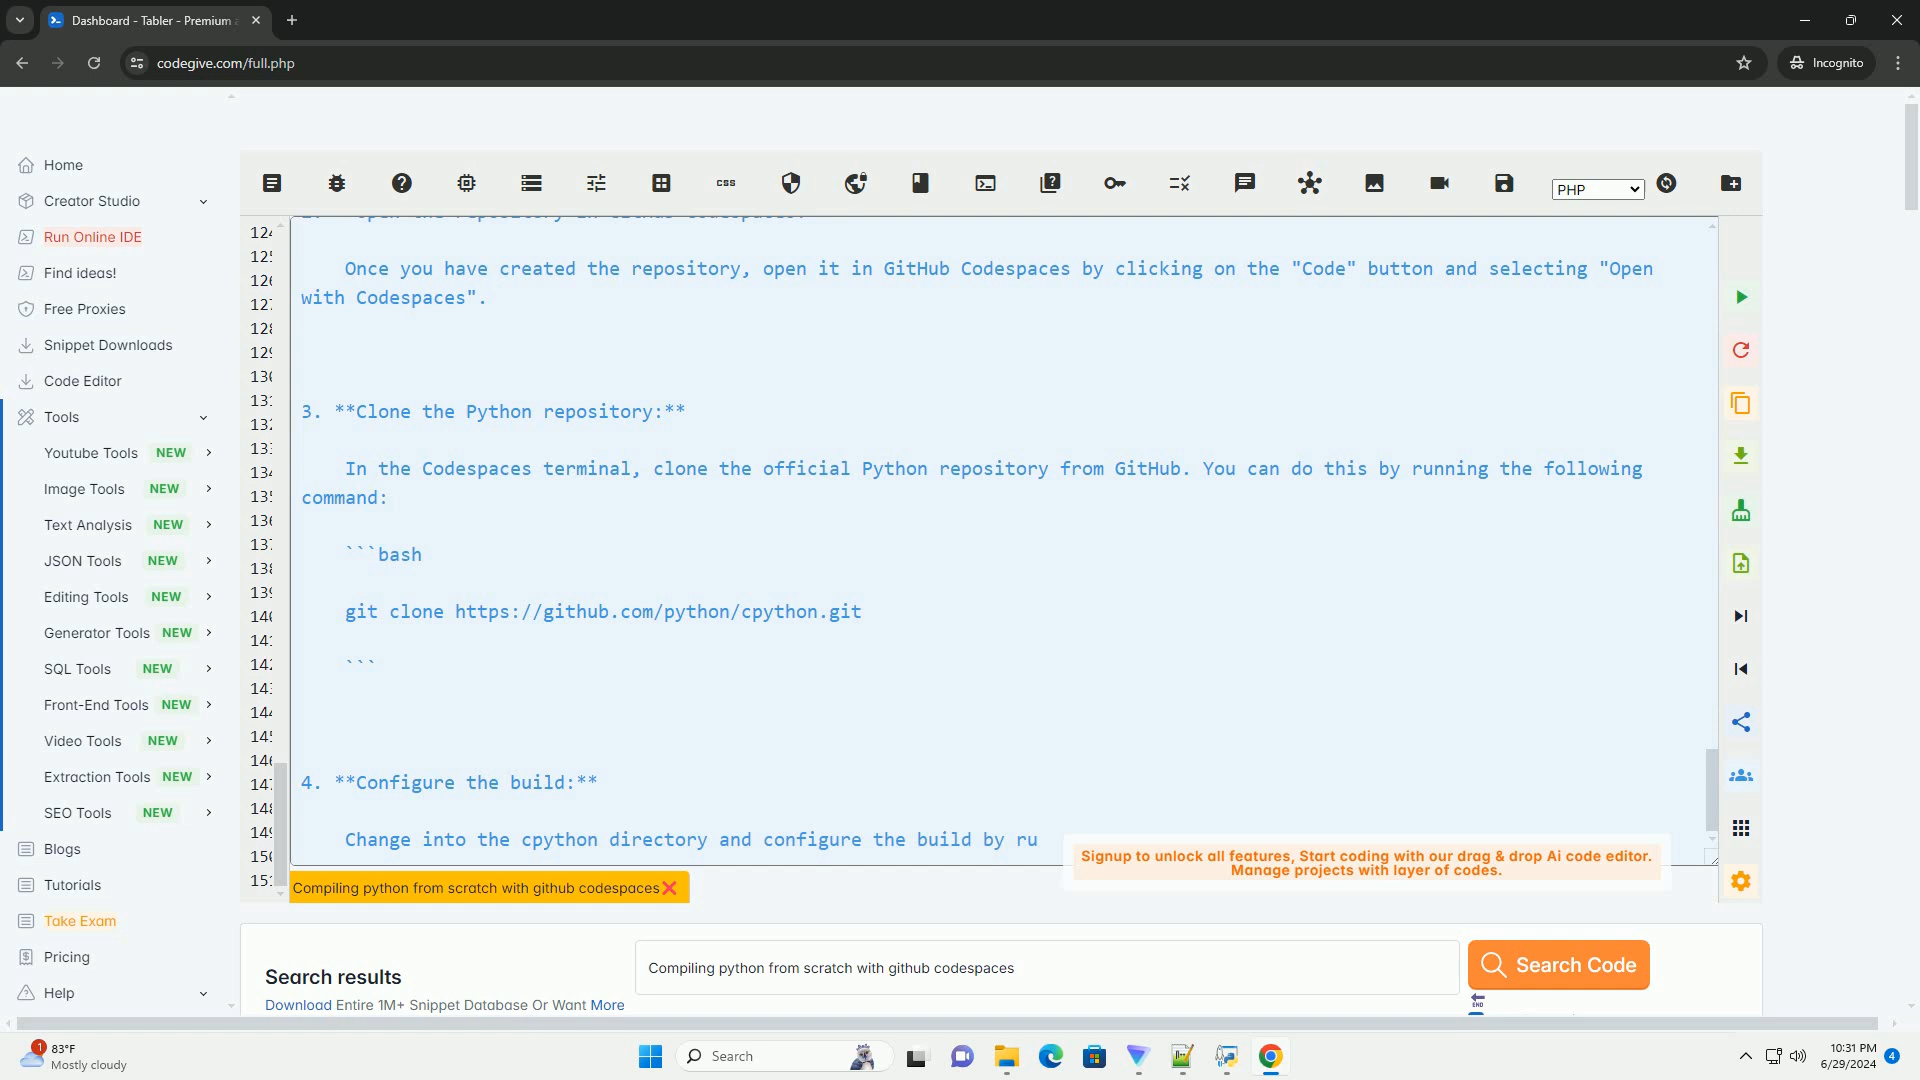 Dashboard - Tabler - Premium
codegive.com/full.php
Incognito
Home
Creator Studio
Run Online IDE
Find ideas!
Free Proxies
Snippet Downloads
Code Editor
Tools
Youtube Tools NEW
Image Tools NEW
Text Analysis NEW
JSON Tools NEW
Editing Tools NEW
Generator Tools NEW
SQL Tools NEW
Front-End Tools NEW
Video Tools NEW
Extraction Tools NEW
SEO Tools NEW
Blogs
Tutorials
Take Exam
Pricing
Help
css
PHP
Once you have created the repository, open it in GitHub Codespaces by clicking on the "Code" button and selecting "Open
with Codespaces".
3. **Clone the Python repository:**
In the Codespaces terminal, clone the official Python repository from GitHub. You can do this by running the following
command:
```bash
git clone https://github.com/python/cpython.git
```
4. **Configure the build:**
Change into the cpython directory and configure the build by ru
Signup to unlock all features, Start coding with our drag & drop Ai code editor.
Manage projects with layer of codes.
Compiling python from scratch with github codespaces
Search results
Download Entire 1M+ Snippet Database Or Want More
Compiling python from scratch with github codespaces
Search Code
END
1
83°F
Mostly cloudy
Search
10:31 PM
6/29/2024
4